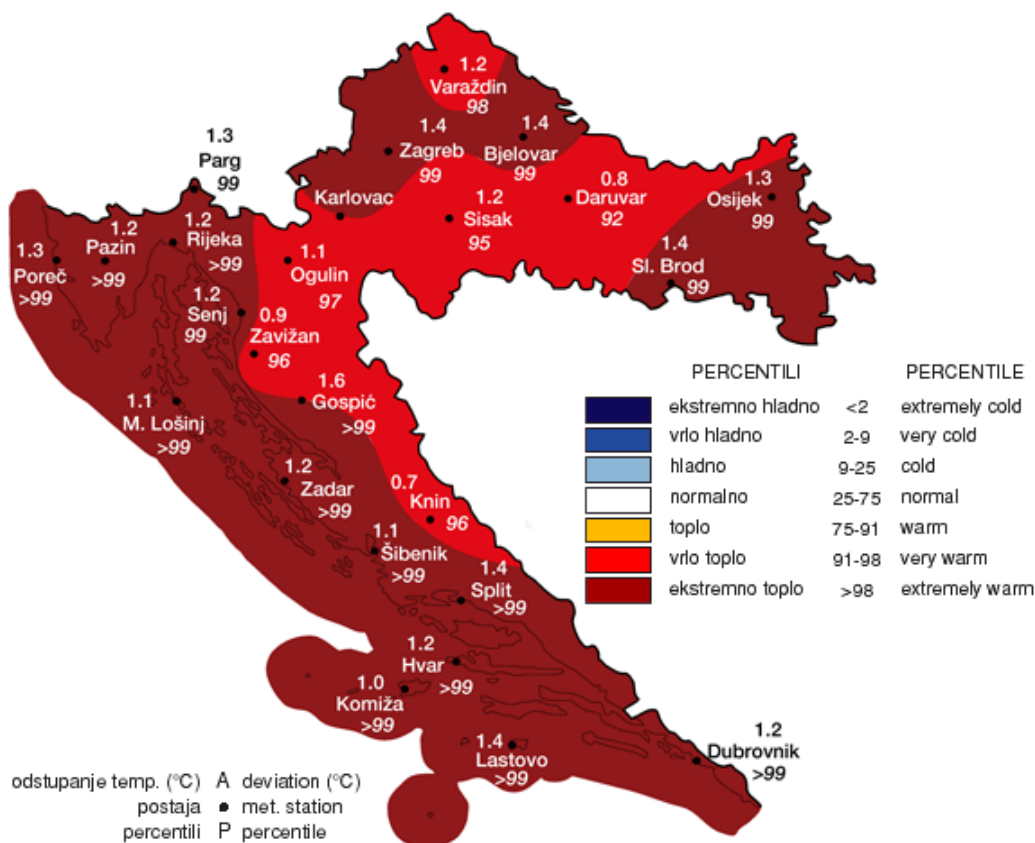 1.2
Varaždin
98
1.4
Zagreb
99
1.4
Bjelovar
99
1.3
Parg
99
Karlovac
1.2
Sisak
95
0.8
Daruvar
92
1.3
Osijek
99
1.4
Sl. Brod
99
1.3
Poreč
>99
1.2
Pazin
>99
1.2
Rijeka
>99
1.1
Ogulin
97
1.2
Senj
99
0.9
Zavižan
96
1.6
Gospić
>99
1.1
M. Lošinj
>99
1.2
Zadar
>99
0.7
Knin
96
1.1
Šibenik
>99
1.4
Split
>99
1.2
Hvar
>99
1.0
Komiža
>99
1.4
Lastovo
>99
1.2
Dubrovnik
>99
PERCENTILI PERCENTILE
ekstremno hladno <2 extremely cold
vrlo hladno 2-9 very cold
hladno 9-25 cold
normalno 25-75 normal
toplo 75-91 warm
vrlo toplo 91-98 very warm
ekstremno toplo >98 extremely warm
odstupanje temp. (°C) A deviation (°C)
postaja met. station
percentili P percentile